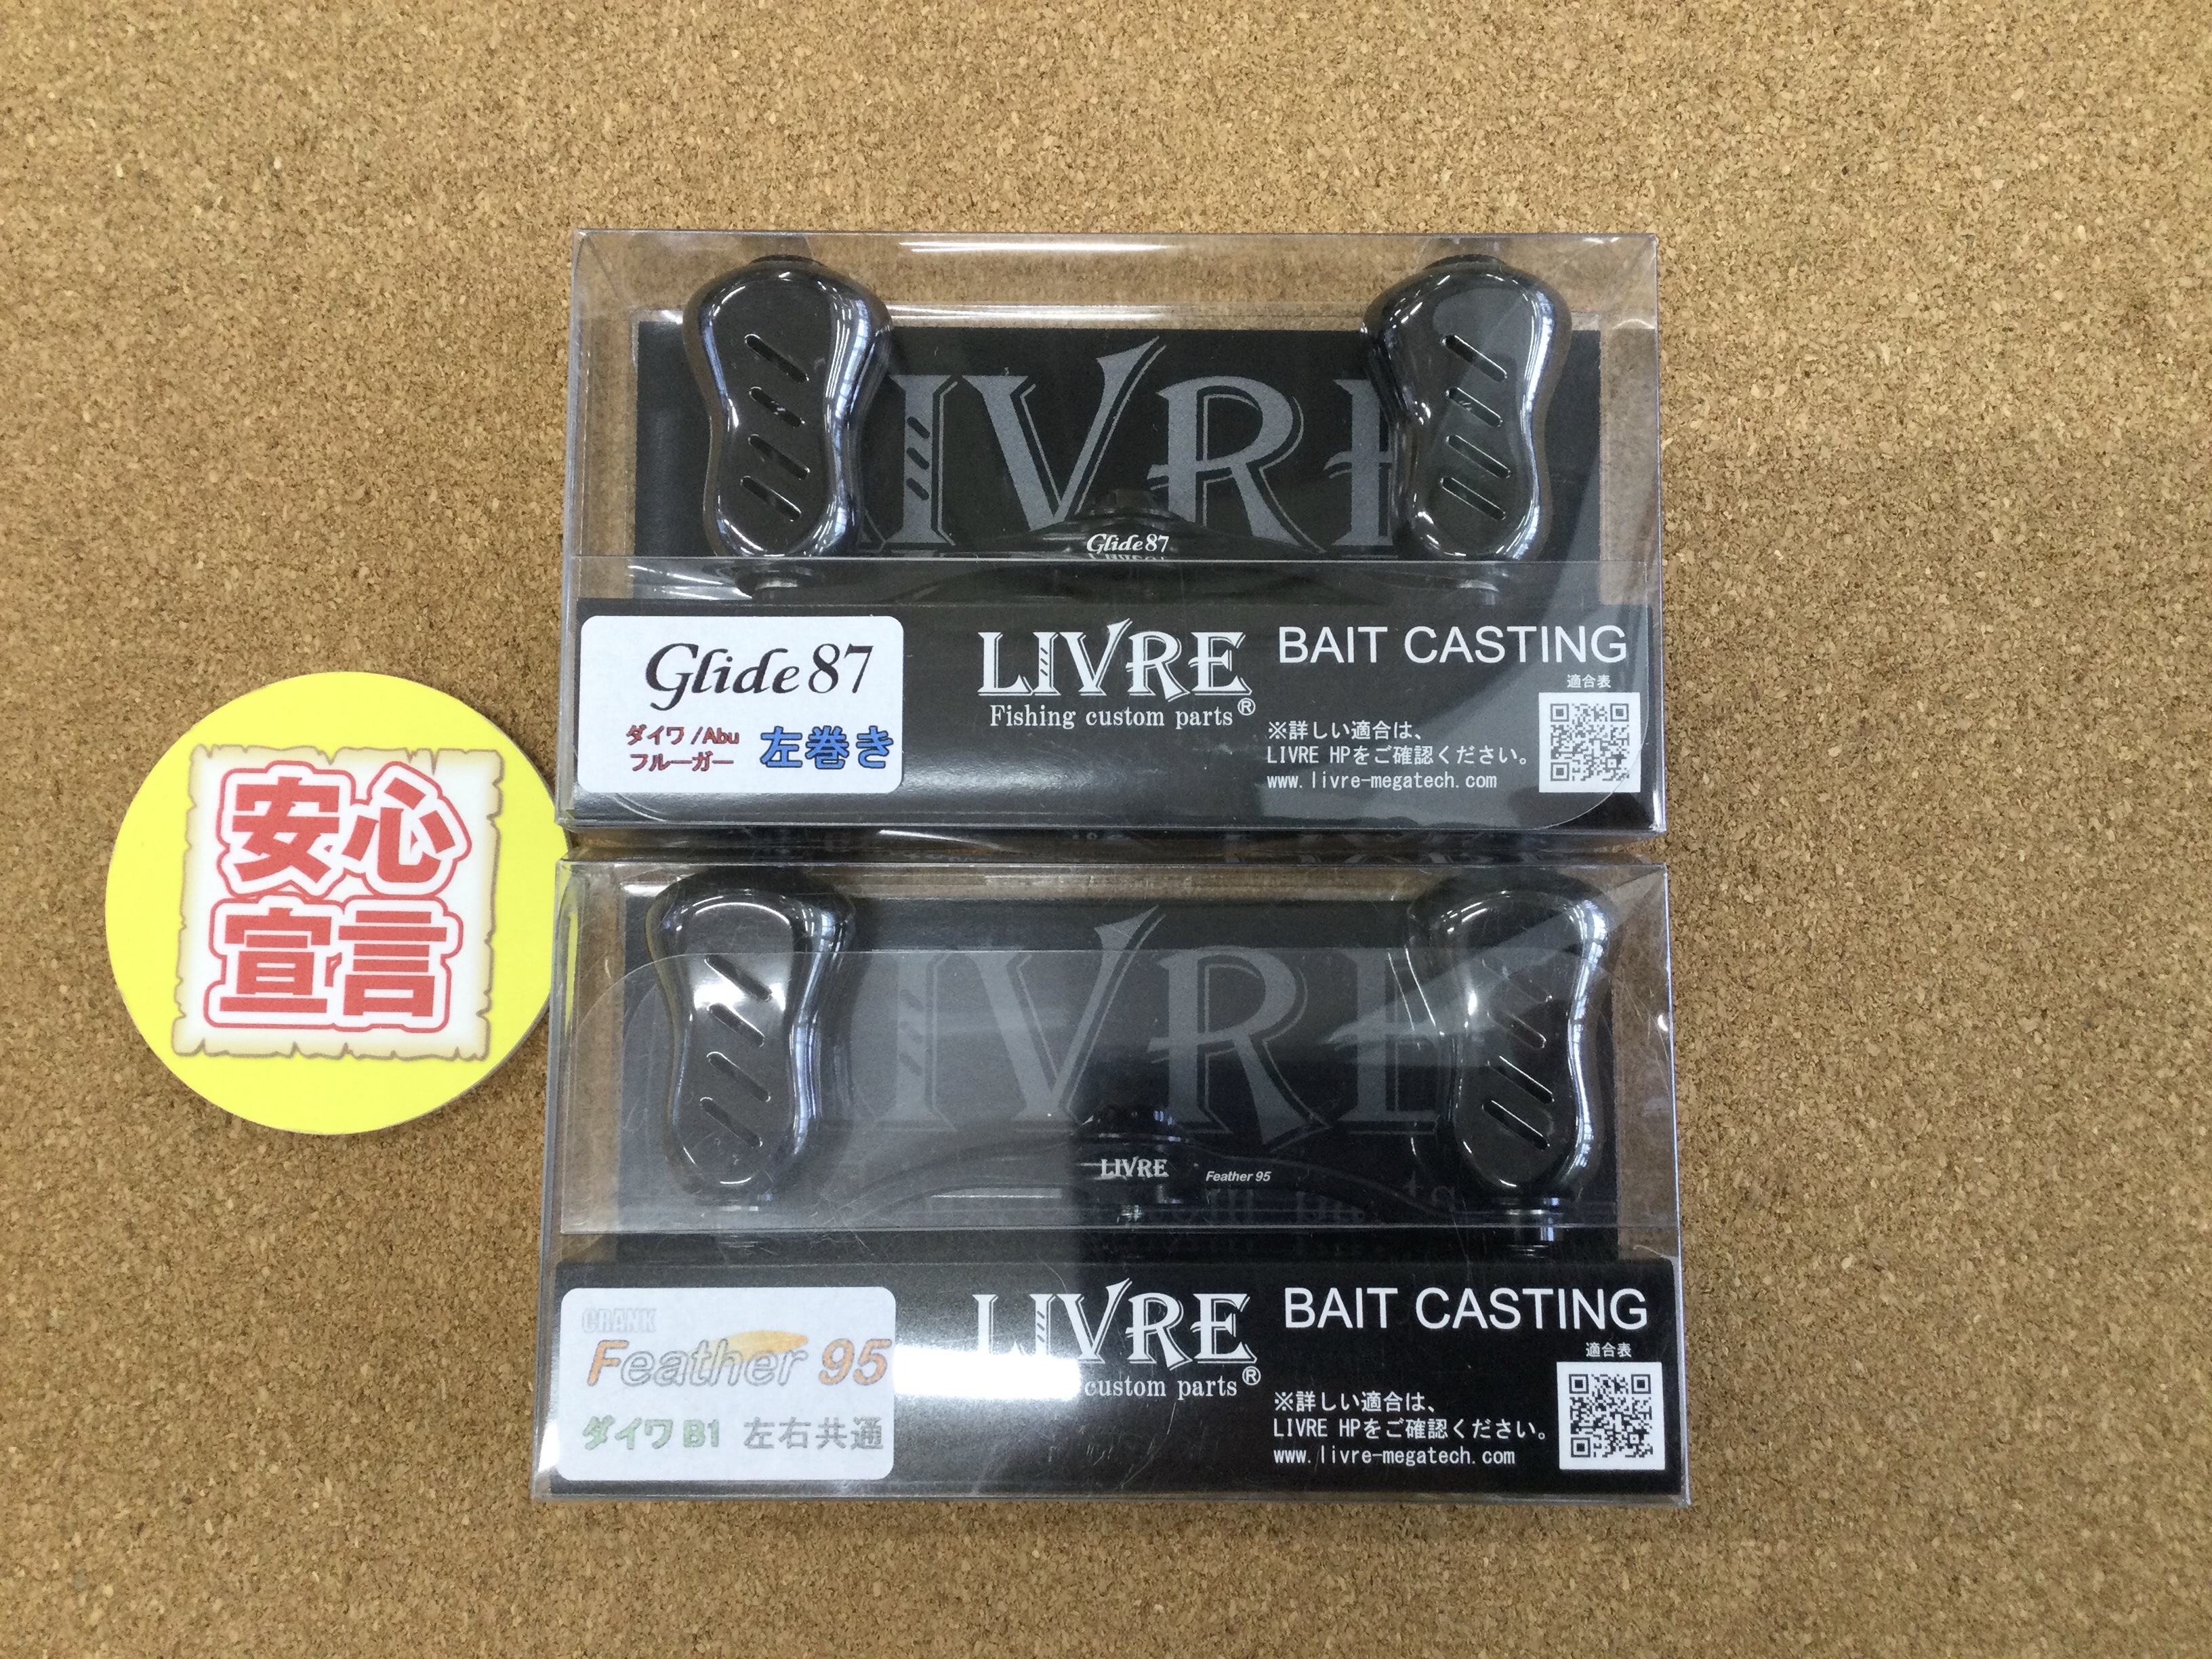 LIVRE
Glide87
Glide 87
ダイワ/Abu
フルーガー
左巻き
LIVRE
Fishing custom parts®
BAIT CASTING
適合表
※詳しい適合は、
LIVRE HPをご確認ください。
www.livre-megatech.com
安心
宣言
LIVRE
LIVRE
Feather 95
CRANK
Feather 95
ダイワ B1 左右共通
LIVRE
custom parts®
BAIT CASTING
適合表
※詳しい適合は、
LIVRE HPをご確認ください。
www.livre-megatech.com